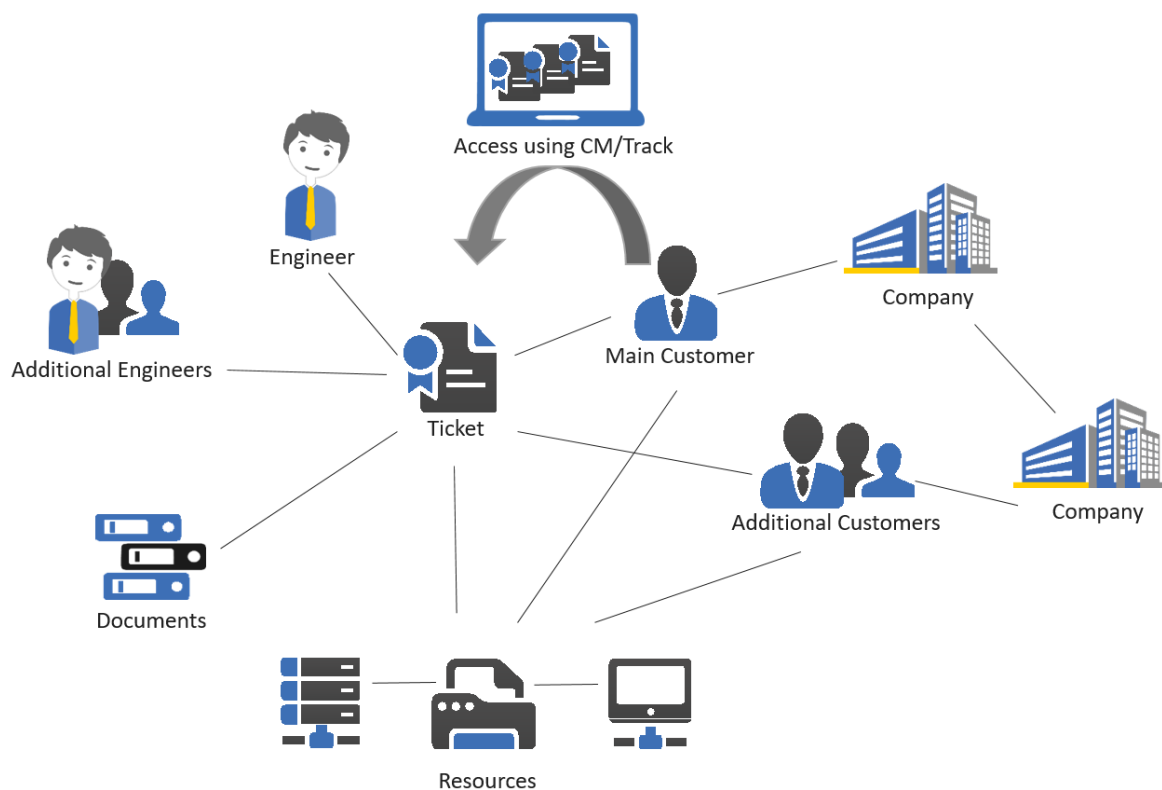 Access using CM/Track
Engineer
Company
Main Customer
Additional Engineers
Ticket
Company
Additional Customers
Documents
Resources